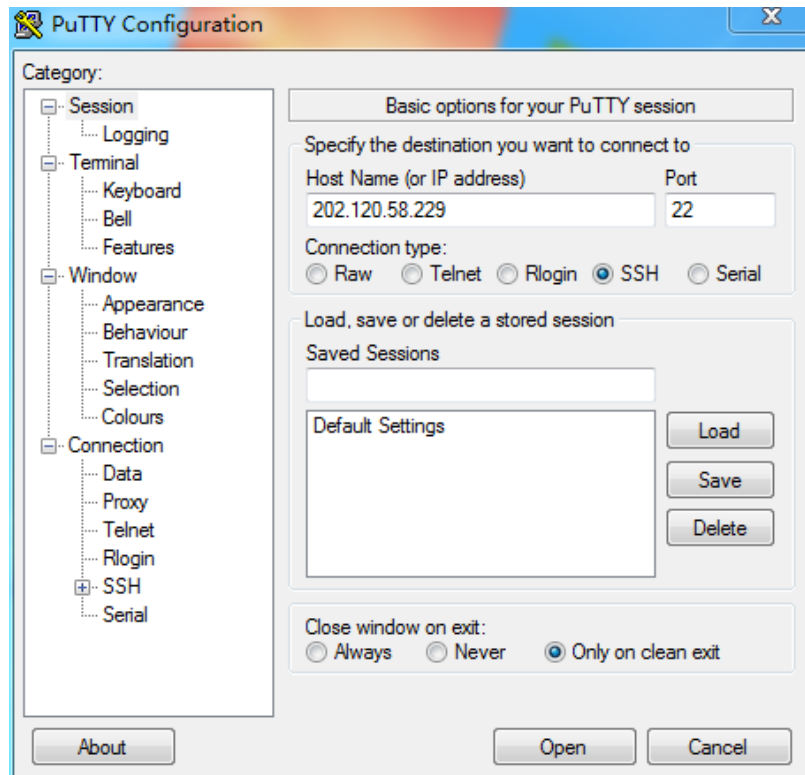 PuTTY Configuration
Category:
Session
Logging
Terminal
Keyboard
Bell
Features
Window
Appearance
Behaviour
Translation
Selection
Colours
Connection
Data
Proxy
Telnet
Rlogin
SSH
Serial
Basic options for your PuTTY session
Specify the destination you want to connect to
Host Name (or IP address) Port
202.120.58.229 22
Connection type:
Raw Telnet Rlogin SSH Serial
Load, save or delete a stored session
Saved Sessions
Default Settings
Load
Save
Delete
Close window on exit:
Always Never Only on clean exit
About Open Cancel